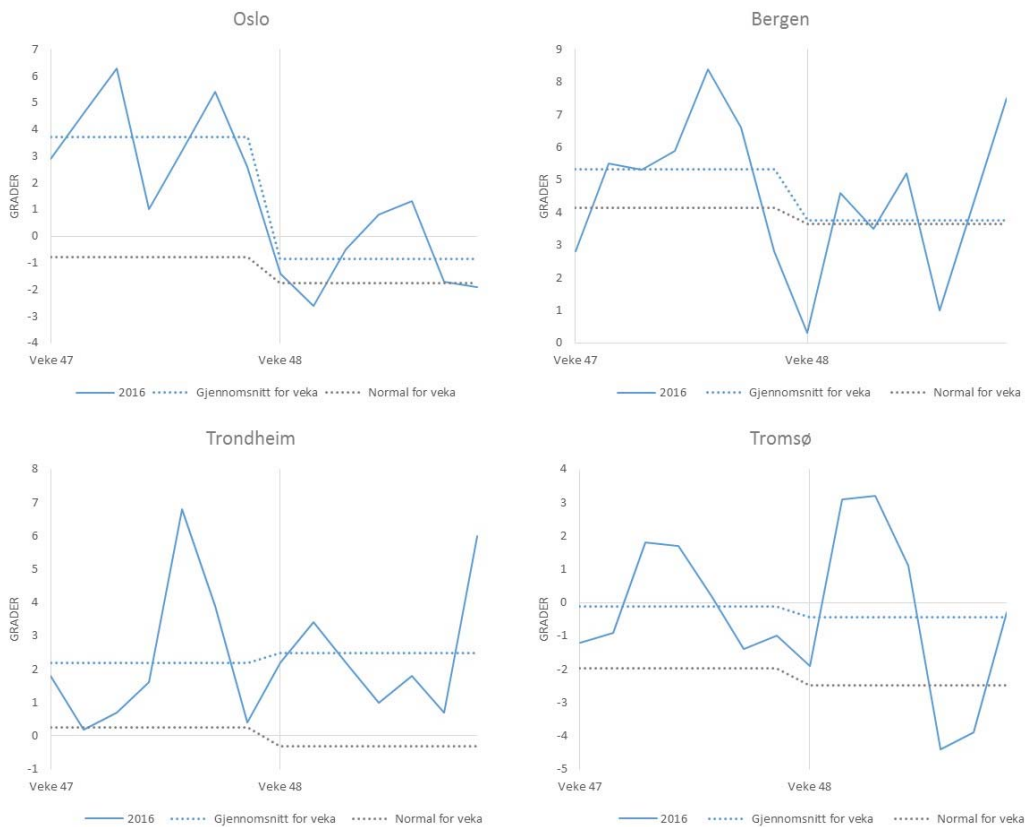 Oslo
7
6
5
4
3
2
1
0
-1
-2
-3
-4
GRADER
Veke 47 Veke 48
2016 Gjennomsnitt for veka Normal for veka
Bergen
9
8
7
6
5
4
3
2
1
0
GRADER
Veke 47 Veke 48
2016 Gjennomsnitt for veka Normal for veka
Trondheim
8
7
6
5
4
3
2
1
0
-1
GRADER
Veke 47 Veke 48
2016 Gjennomsnitt for veka Normal for veka
Tromsø
4
3
2
1
0
-1
-2
-3
-4
-5
GRADER
Veke 47 Veke 48
2016 Gjennomsnitt for veka Normal for veka